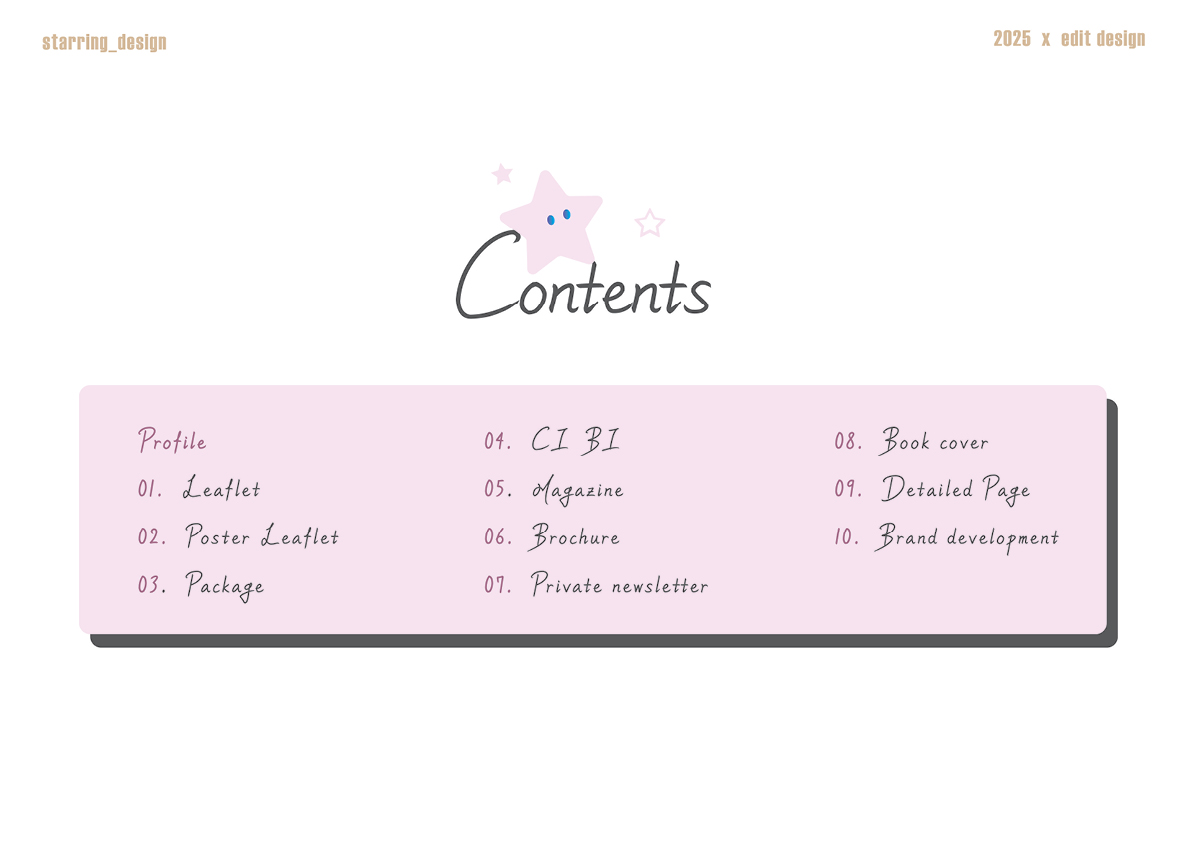 starring_design
2025 x edit design
Contents
Profile
01. Leaflet
02. Poster Leaflet
03. Package
04. CI BI
05. Magazine
06. Brochure
07. Private newsletter
08. Book cover
09. Detailed Page
10. Brand development